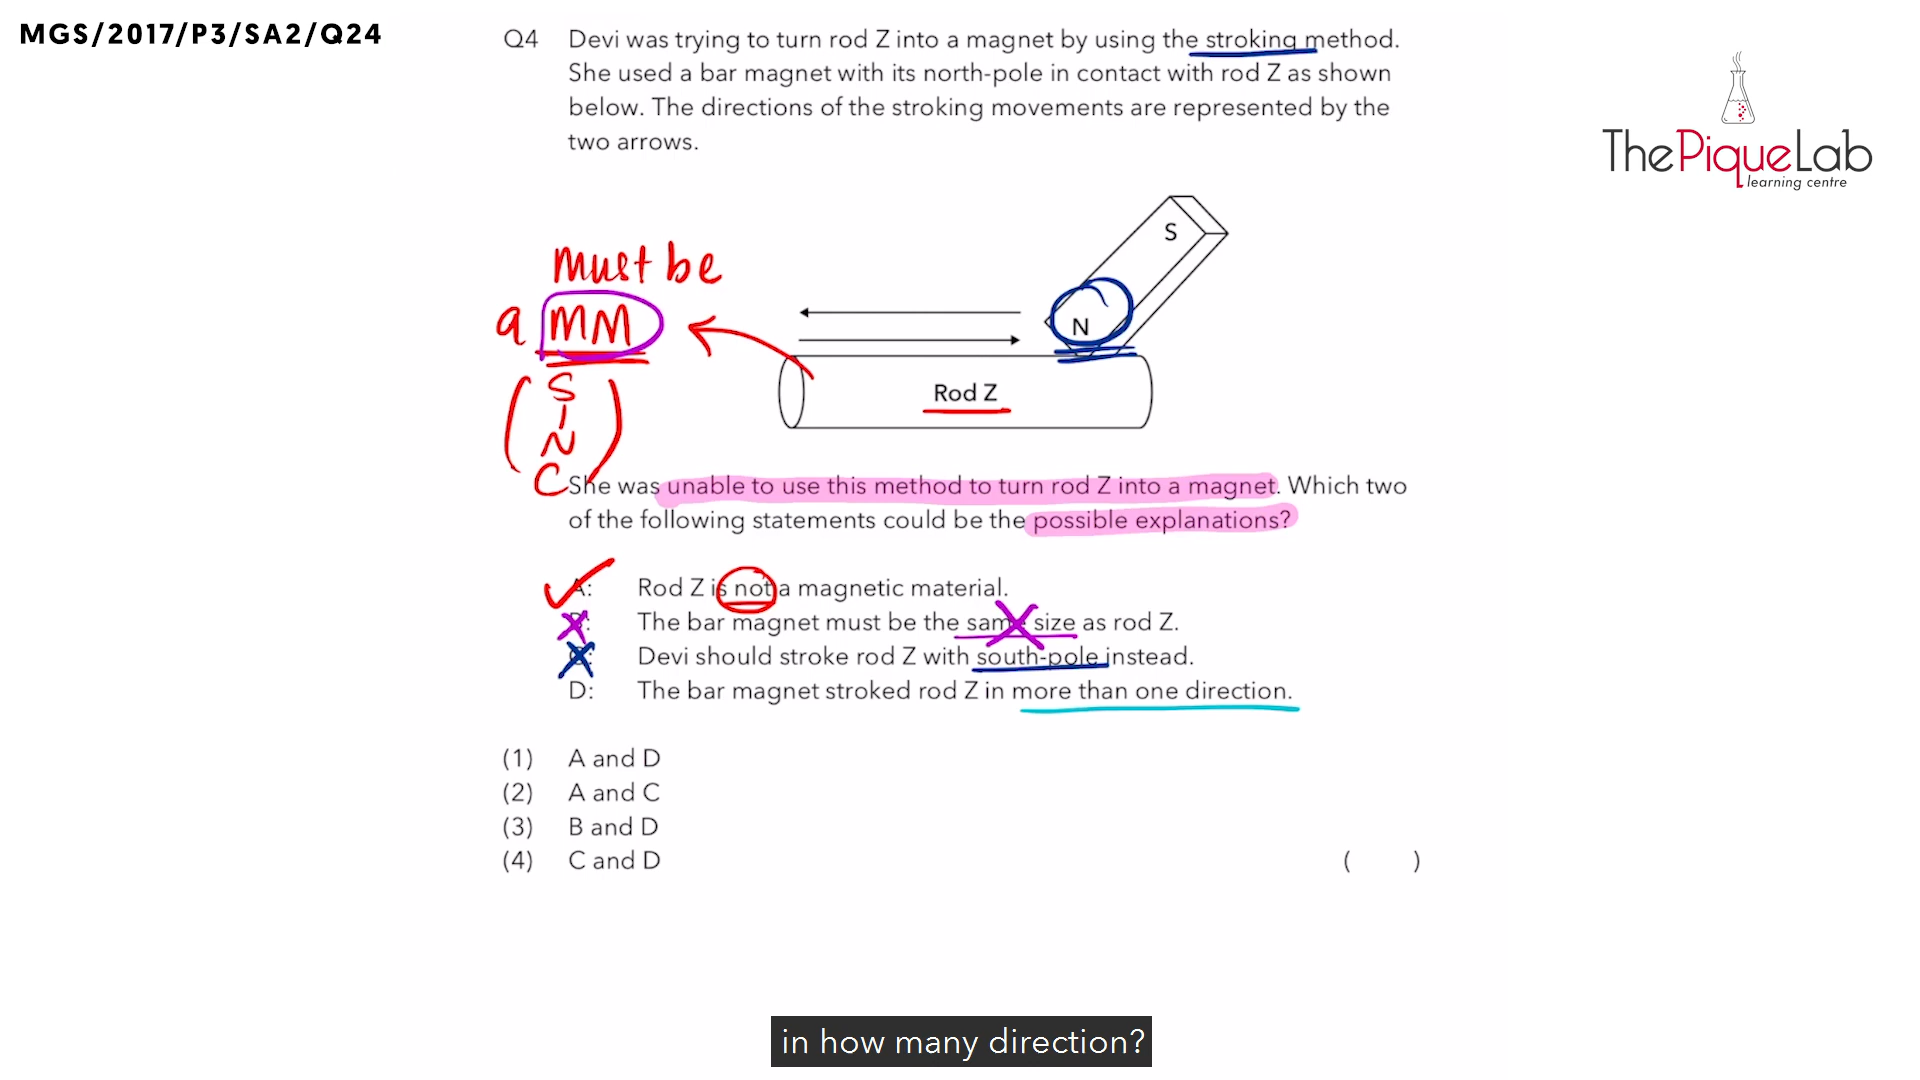 MGS/2017/P3/SA2/Q24
Q4 Devi was trying to turn rod Z into a magnet by using the stroking method.
She used a bar magnet with its north-pole in contact with rod Z as shown
below. The directions of the stroking movements are represented by the
two arrows.
ThePiqueLab
learning centre
S
Must be
a MM
N
(S
I
N
C)
Rod Z
She was unable to use this method to turn rod Z into a magnet. Which two
of the following statements could be the possible explanations?
A: Rod Z is not a magnetic material.
B: The bar magnet must be the same size as rod Z.
C: Devi should stroke rod Z with south-pole instead.
D: The bar magnet stroked rod Z in more than one direction.
(1) A and D
(2) A and C
(3) B and D
(4) C and D
( )
in how many direction?